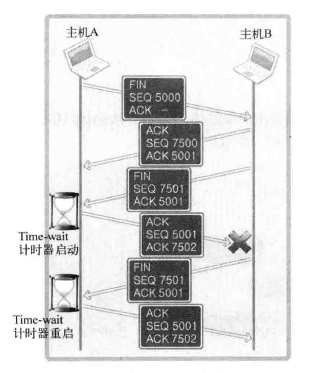 主机A
主机B
FIN
SEQ 5000
ACK –
ACK
SEQ 7500
ACK 5001
FIN
SEQ 7501
ACK 5001
ACK
SEQ 5001
ACK 7502
Time-wait
计时器启动
FIN
SEQ 7501
ACK 5001
Time-wait
计时器重启
ACK
SEQ 5001
ACK 7502